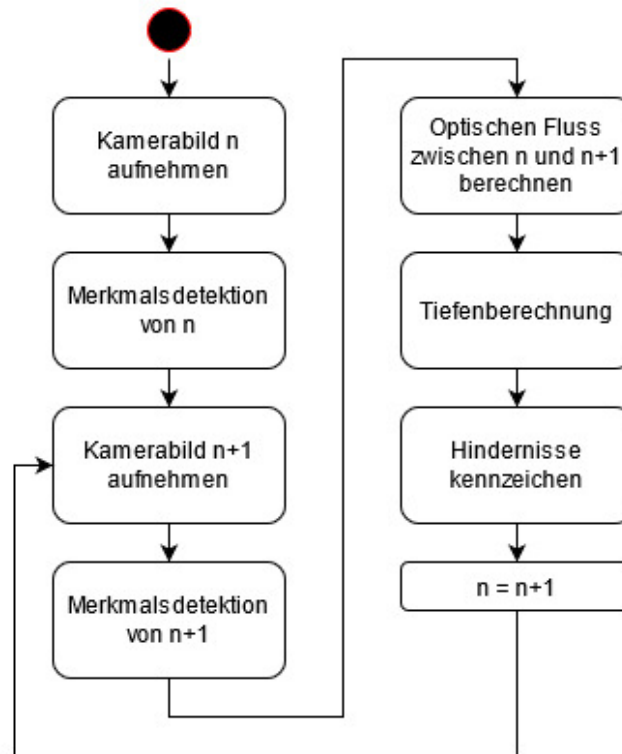 Kamerabild n
aufnehmen
Merkmalsdetektion
von n
Kamerabild n+1
aufnehmen
Merkmalsdetektion
von n+1
Optischen Fluss
zwischen n und n+1
berechnen
Tiefenberechnung
Hindernisse
kennzeichen
n = n+1